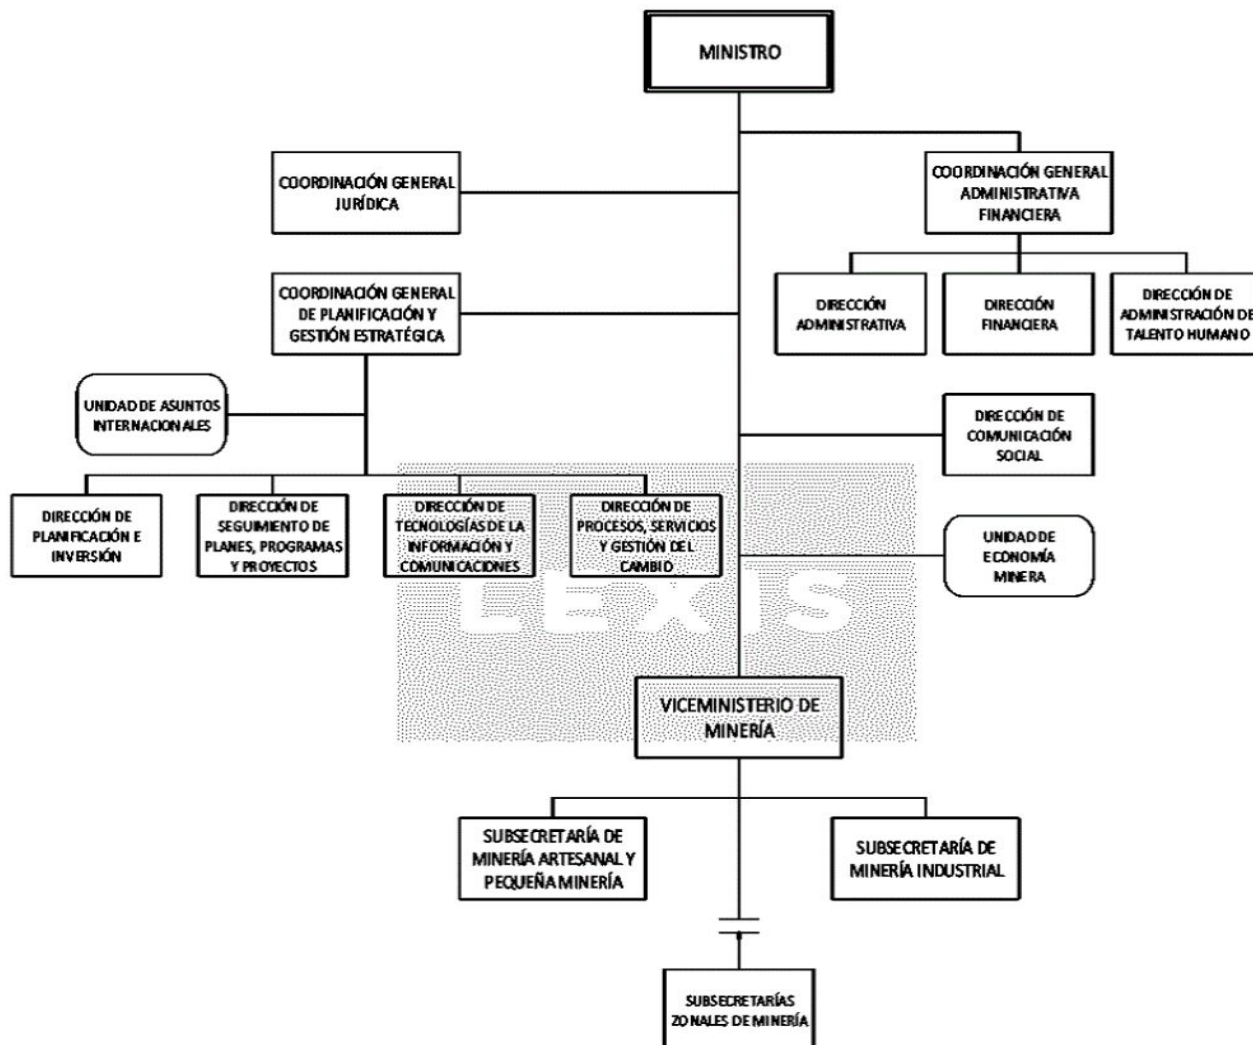 MINISTRO
COORDINACIÓN GENERAL
JURÍDICA
COORDINACIÓN GENERAL
ADMINISTRATIVA
FINANCIERA
COORDINACIÓN GENERAL
DE PLANIFICACIÓN Y
GESTIÓN ESTRATÉGICA
DIRECCIÓN
ADMINISTRATIVA
DIRECCIÓN
FINANCIERA
DIRECCIÓN DE
ADMINISTRACIÓN DE
TALENTO HUMANO
UNIDAD DE ASUNTOS
INTERNACIONALES
DIRECCIÓN DE
COMUNICACIÓN
SOCIAL
DIRECCIÓN DE
PLANIFICACIÓN E
INVERSIÓN
DIRECCIÓN DE
SEGUIMIENTO DE
PLANES, PROGRAMAS
Y PROYECTOS
DIRECCIÓN DE
TECNOLOGÍAS DE LA
INFORMACIÓN Y
COMUNICACIONES
DIRECCIÓN DE
PROCESOS, SERVICIOS
Y GESTIÓN DEL
CAMBIO
UNIDAD DE
ECONOMÍA
MINERA
LEXIS
VICEMINISTERIO DE
MINERÍA
SUBSECRETARÍA DE
MINERÍA ARTESANAL Y
PEQUEÑA MINERÍA
SUBSECRETARÍA DE
MINERÍA INDUSTRIAL
SUBSECRETARÍAS
ZONALES DE MINERÍA